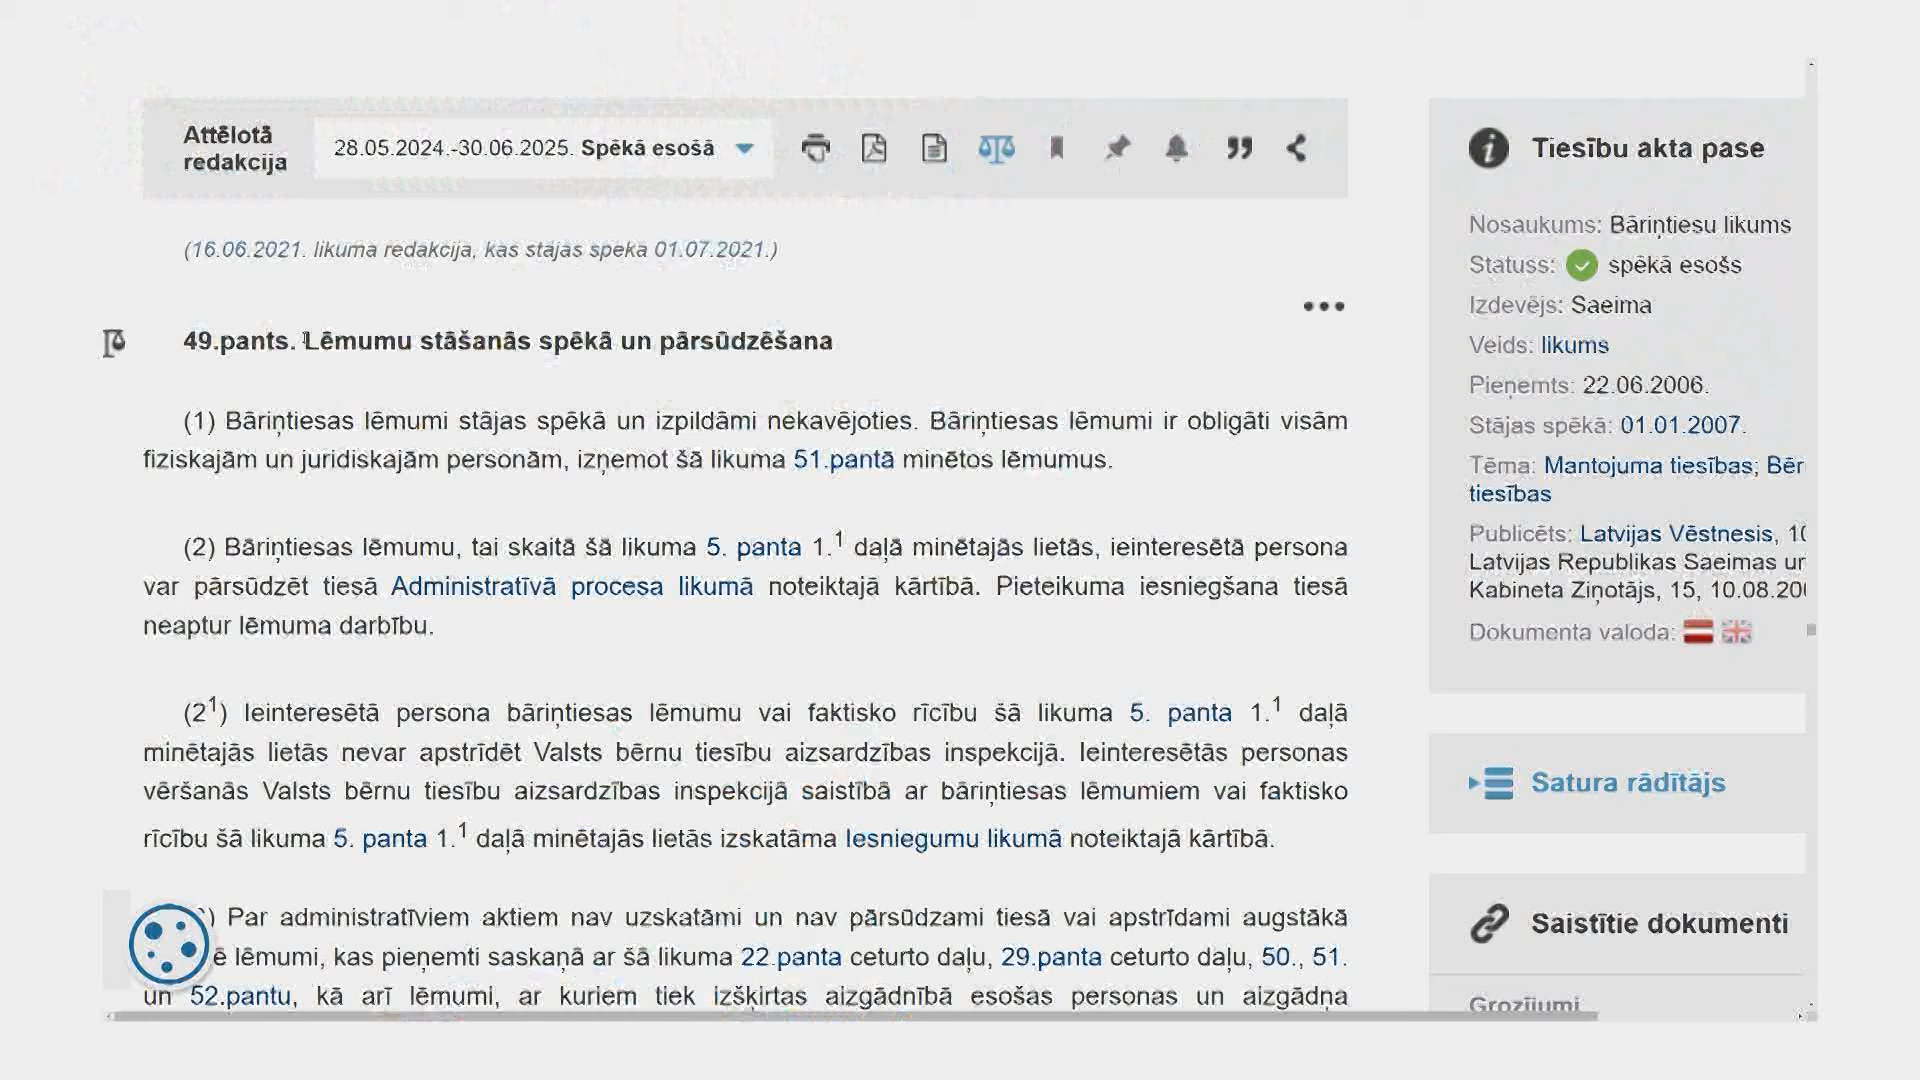 Attēlotā
redakcija
28.05.2024.-30.06.2025. Spēkā esošā
(16.06.2021. likuma redakcija, kas stājas spēkā 01.07.2021.)
49.pants. Lēmumu stāšanās spēkā un pārsūdzēšana
(1) Bāriņtiesas lēmumi stājas spēkā un izpildāmi nekavējoties. Bāriņtiesas lēmumi ir obligāti visām
fiziskajām un juridiskajām personām, izņemot šā likuma 51.pantā minētos lēmumus.
(2) Bāriņtiesas lēmumu, tai skaitā šā likuma 5. panta 1.¹ daļā minētajās lietās, ieinteresētā persona
var pārsūdzēt tiesā Administratīvā procesa likumā noteiktajā kārtībā. Pieteikuma iesniegšana tiesā
neaptur lēmuma darbību.
(2¹) Ieinteresētā persona bāriņtiesas lēmumu vai faktisko rīcību šā likuma 5. panta 1.¹ daļā
minētajās lietās nevar apstrīdēt Valsts bērnu tiesību aizsardzības inspekcijā. Ieinteresētās personas
vēršanās Valsts bērnu tiesību aizsardzības inspekcijā saistībā ar bāriņtiesas lēmumiem vai faktisko
rīcību šā likuma 5. panta 1.¹ daļā minētajās lietās izskatāma Iesniegumu likumā noteiktajā kārtībā.
) Par administratīviem aktiem nav uzskatāmi un nav pārsūdzami tiesā vai apstrīdami augstākā
ē lēmumi, kas pieņemti saskaņā ar šā likuma 22.panta ceturto daļu, 29.panta ceturto daļu, 50., 51.
un 52.pantu, kā arī lēmumi, ar kuriem tiek izšķirtas aizgādnībā esošas personas un aizgādņa
Tiesību akta pase
Nosaukums: Bāriņtiesu likums
Statuss: spēkā esošs
Izdevējs: Saeima
Veids: likums
Pieņemts: 22.06.2006.
Stājas spēkā: 01.01.2007.
Tēma: Mantojuma tiesības; Bēr
tiesības
Publicēts: Latvijas Vēstnesis, 10
Latvijas Republikas Saeimas un
Kabineta Ziņotājs, 15, 10.08.200
Dokumenta valoda:
Satura rādītājs
Saistītie dokumenti
Grozījumi